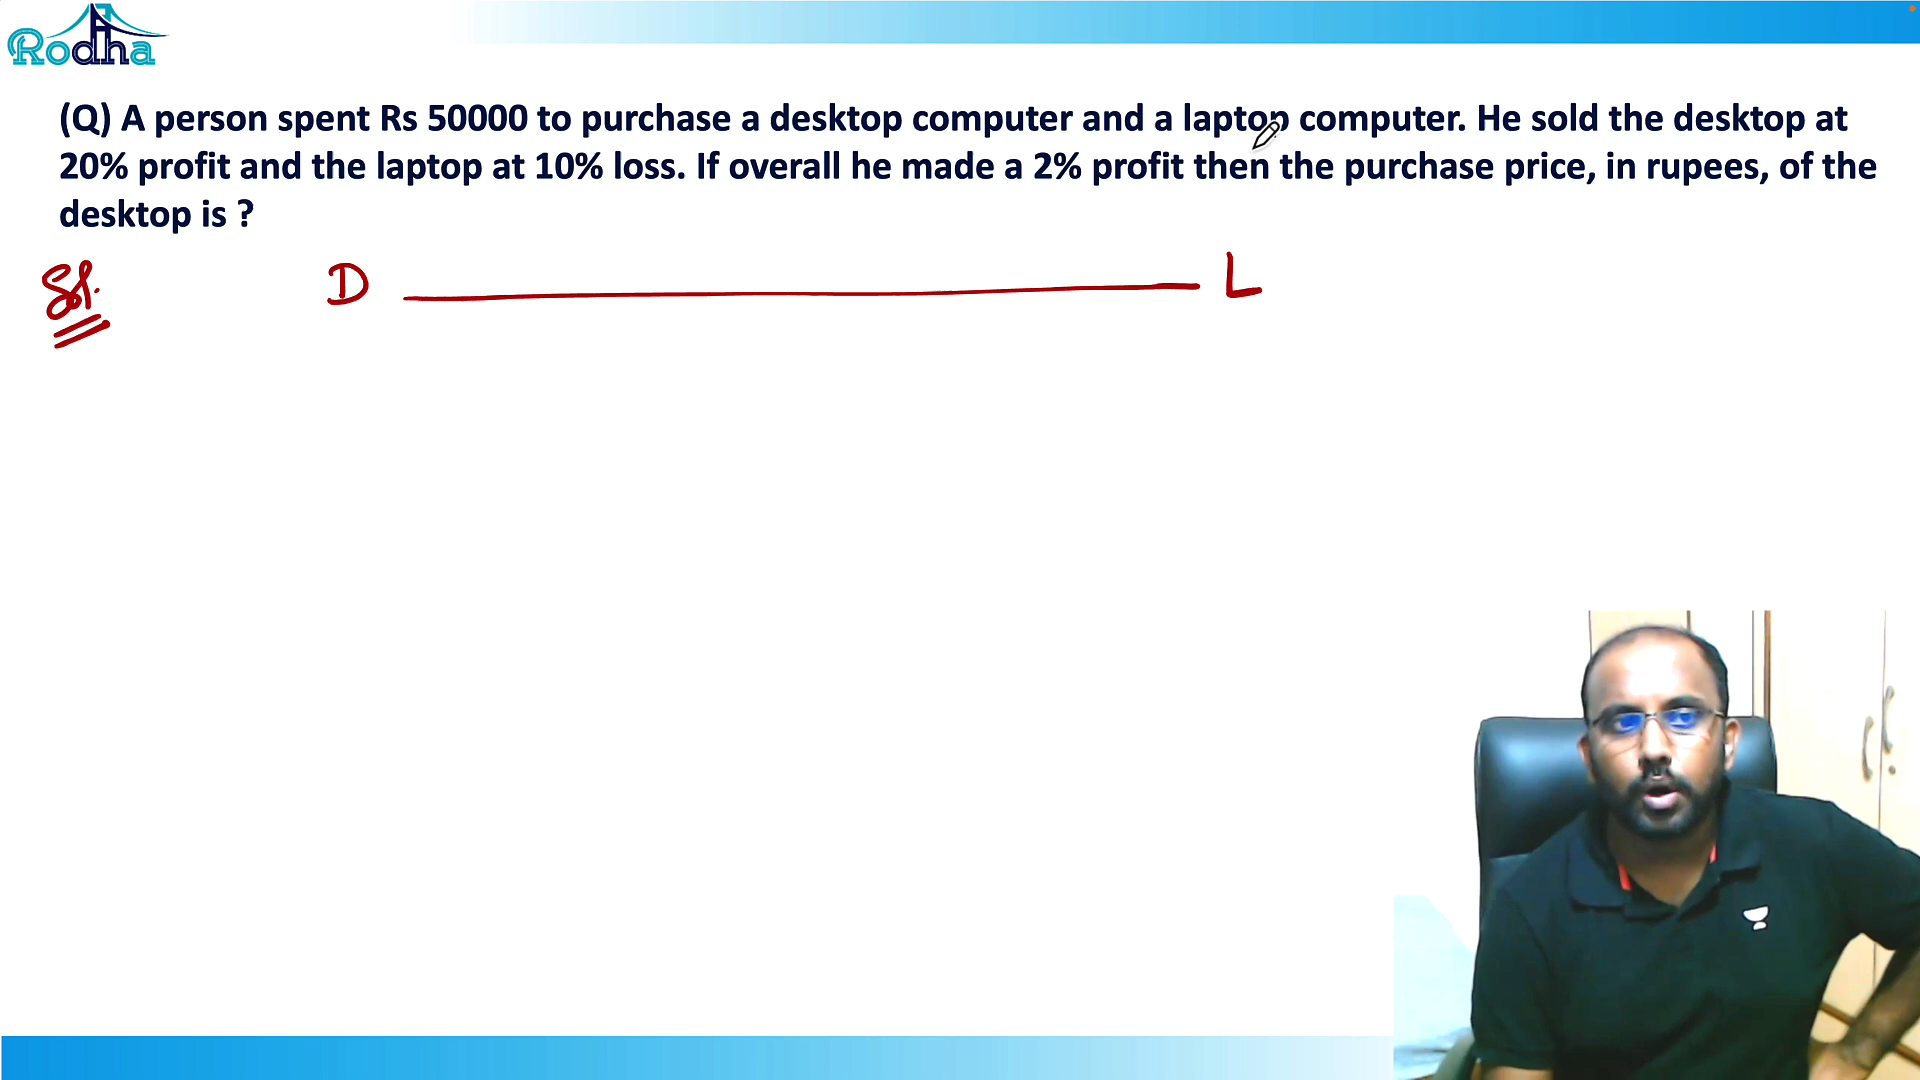 Rodha
(Q) A person spent Rs 50000 to purchase a desktop computer and a laptop computer. He sold the desktop at
20% profit and the laptop at 10% loss. If overall he made a 2% profit then the purchase price, in rupees, of the
desktop is ?
Sol.
D L